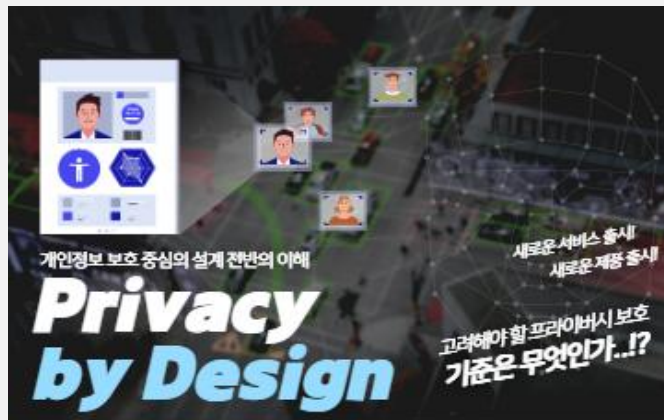 개인정보 보호 중심의 설계 전반의 이해
Privacy
by Design
새로운 서비스 출시!
새로운 제품 출시!
고려해야 할 프라이버시 보호
기준은 무엇인가..!?